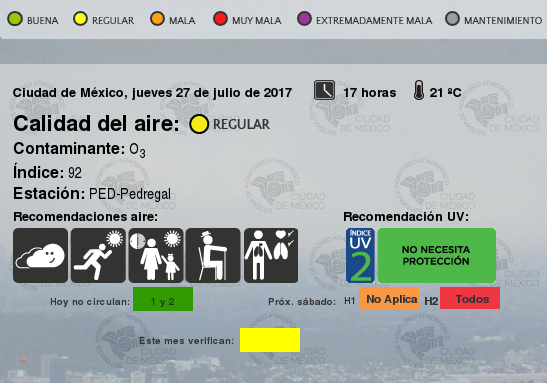 BUENA REGULAR MALA MUY MALA EXTREMADAMENTE MALA MANTENIMIENTO
Ciudad de México, jueves 27 de julio de 2017 17 horas 21 ºC
Calidad del aire: REGULAR
Contaminante: O3
Índice: 92
Estación: PED-Pedregal
Recomendaciones aire: Recomendación UV:
ÍNDICE UV 2 NO NECESITA PROTECCIÓN
Hoy no circulan: 1 y 2 Próx. sábado: H1 No Aplica H2 Todos
Este mes verifican:
CIUDAD DE MÉXICO